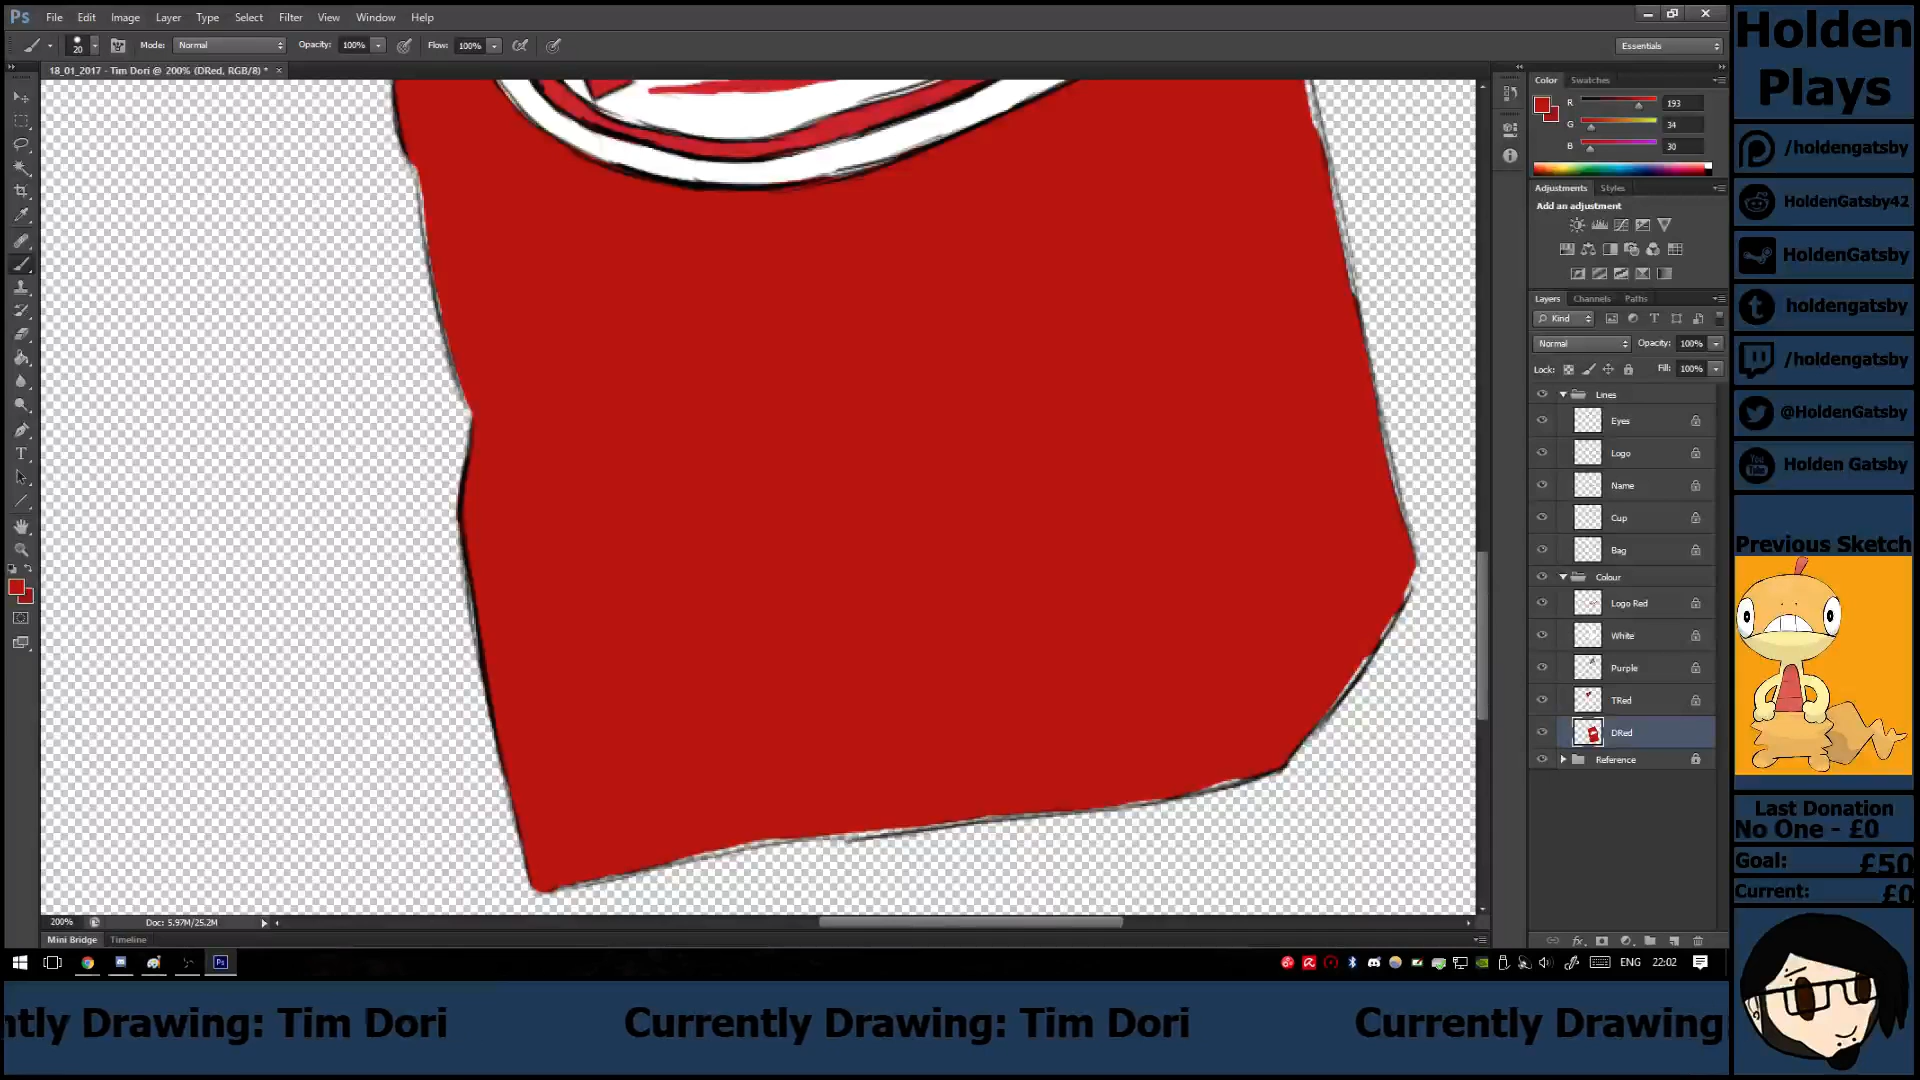 Ps File Edit Image Layer Type Select Filter View Window Help
20 Mode: Normal Opacity: 100% Flow: 100% Essentials
18_01_2017 - Tim Dori @ 200% (DRed, RGB/8) *
Color Swatches
R 193
G 34
B 30
Adjustments Styles
Add an adjustment
Layers Channels Paths
Kind
Normal Opacity: 100%
Lock: Fill: 100%
Lines
Eyes
Logo
Name
Cup
Bag
Colour
Logo Red
White
Purple
TRed
DRed
Reference
200% Doc: 5.97M/25.2M
Mini Bridge Timeline
Ps ENG 22:02
Holden
Plays
/holdengatsby
HoldenGatsby42
HoldenGatsby
holdengatsby
/holdengatsby
@HoldenGatsby
You Tube Holden Gatsby
Previous Sketch
Last Donation
No One - £0
Goal: £50
Current: £0
ntly Drawing: Tim Dori Currently Drawing: Tim Dori Currently Drawing: